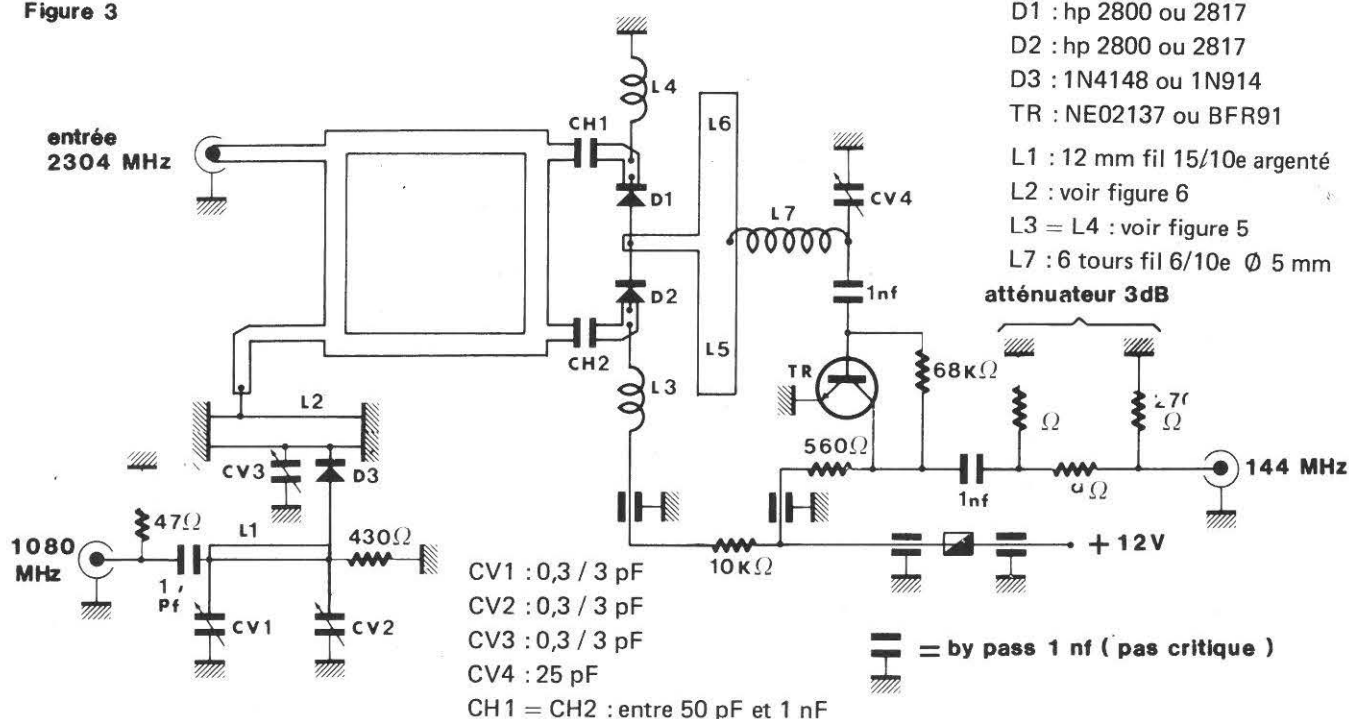 Figure 3
D1 : hp 2800 ou 2817
D2 : hp 2800 ou 2817
D3 : 1N4148 ou 1N914
TR : NE02137 ou BFR91
L1 : 12 mm fil 15/10e argenté
L2 : voir figure 6
L3 = L4 : voir figure 5
L7 : 6 tours fil 6/10e Ø 5 mm
entrée
2304 MHz
CH1
L4
L6
D1
L7
CV4
D2
CH2
L5
L3
1nf
TR
68KΩ
atténuateur 3dB
Ω
Ω
560Ω
1nf
Ω
144 MHz
L2
CV3
D3
47Ω
L1
430Ω
1080
MHz
1
Pf
CV1
CV2
10KΩ
+ 12V
CV1 : 0,3 / 3 pF
CV2 : 0,3 / 3 pF
CV3 : 0,3 / 3 pF
CV4 : 25 pF
CH1 = CH2 : entre 50 pF et 1 nF
= by pass 1 nf ( pas critique )